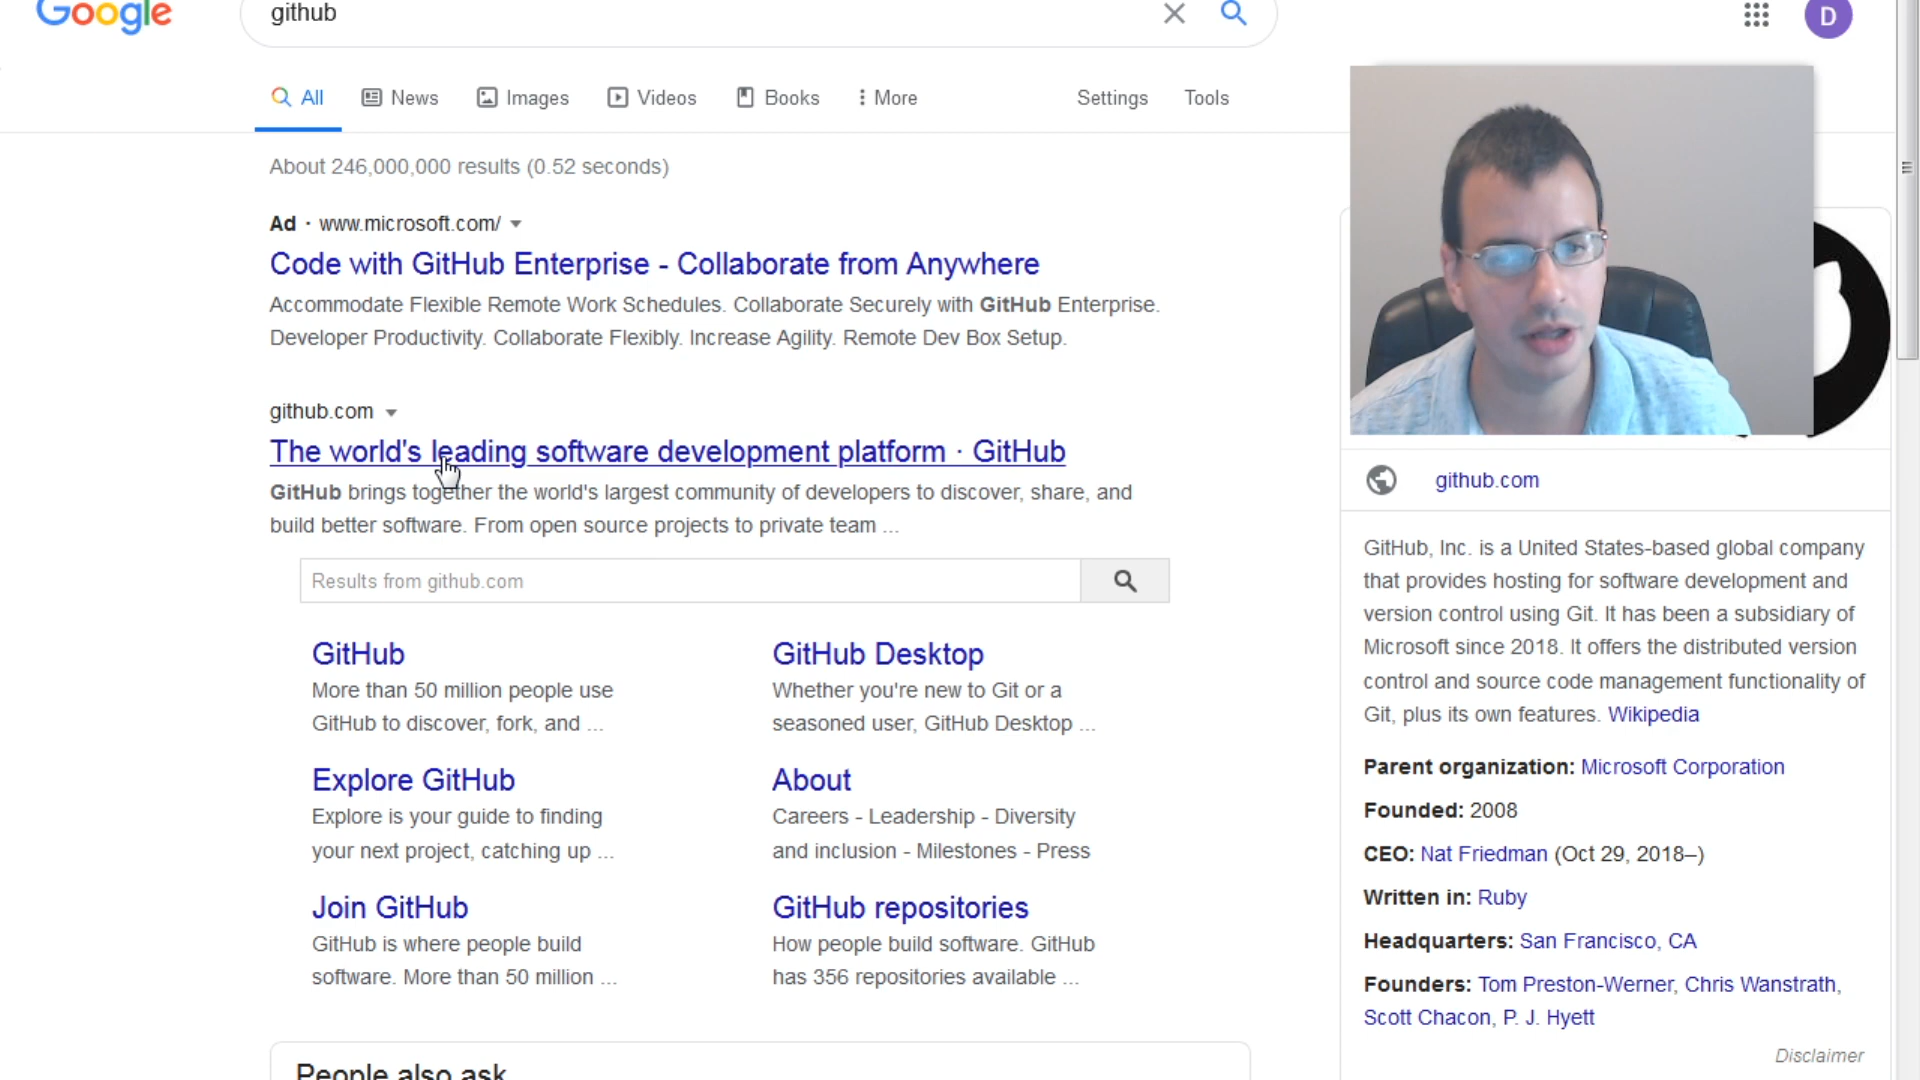 Google
github
D
All
News
Images
Videos
Books
More
Settings
Tools
About 246,000,000 results (0.52 seconds)
Ad · www.microsoft.com/
Code with GitHub Enterprise - Collaborate from Anywhere
Accommodate Flexible Remote Work Schedules. Collaborate Securely with GitHub Enterprise.
Developer Productivity. Collaborate Flexibly. Increase Agility. Remote Dev Box Setup.
github.com
The world's leading software development platform · GitHub
GitHub brings together the world's largest community of developers to discover, share, and
build better software. From open source projects to private team ...
Results from github.com
GitHub
More than 50 million people use
GitHub to discover, fork, and ...
GitHub Desktop
Whether you're new to Git or a
seasoned user, GitHub Desktop ...
Explore GitHub
Explore is your guide to finding
your next project, catching up ...
About
Careers - Leadership - Diversity
and inclusion - Milestones - Press
Join GitHub
GitHub is where people build
software. More than 50 million ...
GitHub repositories
How people build software. GitHub
has 356 repositories available ...
People also ask
github.com
GitHub, Inc. is a United States-based global company
that provides hosting for software development and
version control using Git. It has been a subsidiary of
Microsoft since 2018. It offers the distributed version
control and source code management functionality of
Git, plus its own features. Wikipedia
Parent organization: Microsoft Corporation
Founded: 2008
CEO: Nat Friedman (Oct 29, 2018–)
Written in: Ruby
Headquarters: San Francisco, CA
Founders: Tom Preston-Werner, Chris Wanstrath,
Scott Chacon, P. J. Hyett
Disclaimer